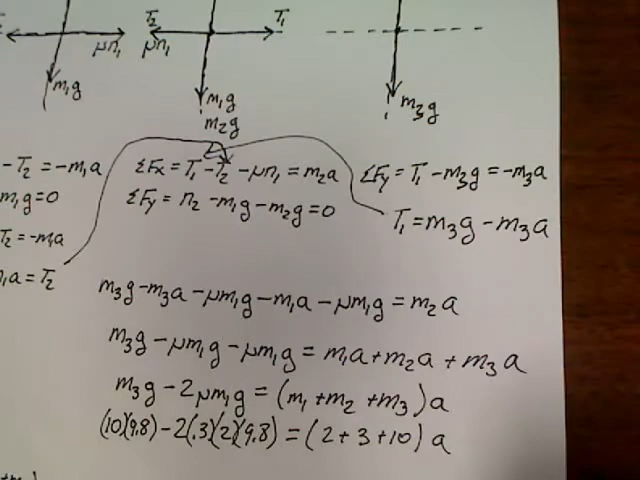 T₂ T₁
μn₁ μn₁
m₁g m₁g m₃g
m₂g
-T₂ = -m₁a ΣFx = T₁ - T₂ - μn₁ = m₂a ΣFy = T₁ - m₃g = -m₃a
m₁g = 0 ΣFy = n₂ - m₁g - m₂g = 0
T₂ = -m₁a T₁ = m₃g - m₃a
m₁a = T₂
m₃g - m₃a - μm₁g - m₁a - μm₁g = m₂a
m₃g - μm₁g - μm₁g = m₁a + m₂a + m₃a
m₃g - 2μm₁g = (m₁ + m₂ + m₃)a
(10)(9.8) - 2(.3)(2)(9.8) = (2 + 3 + 10)a